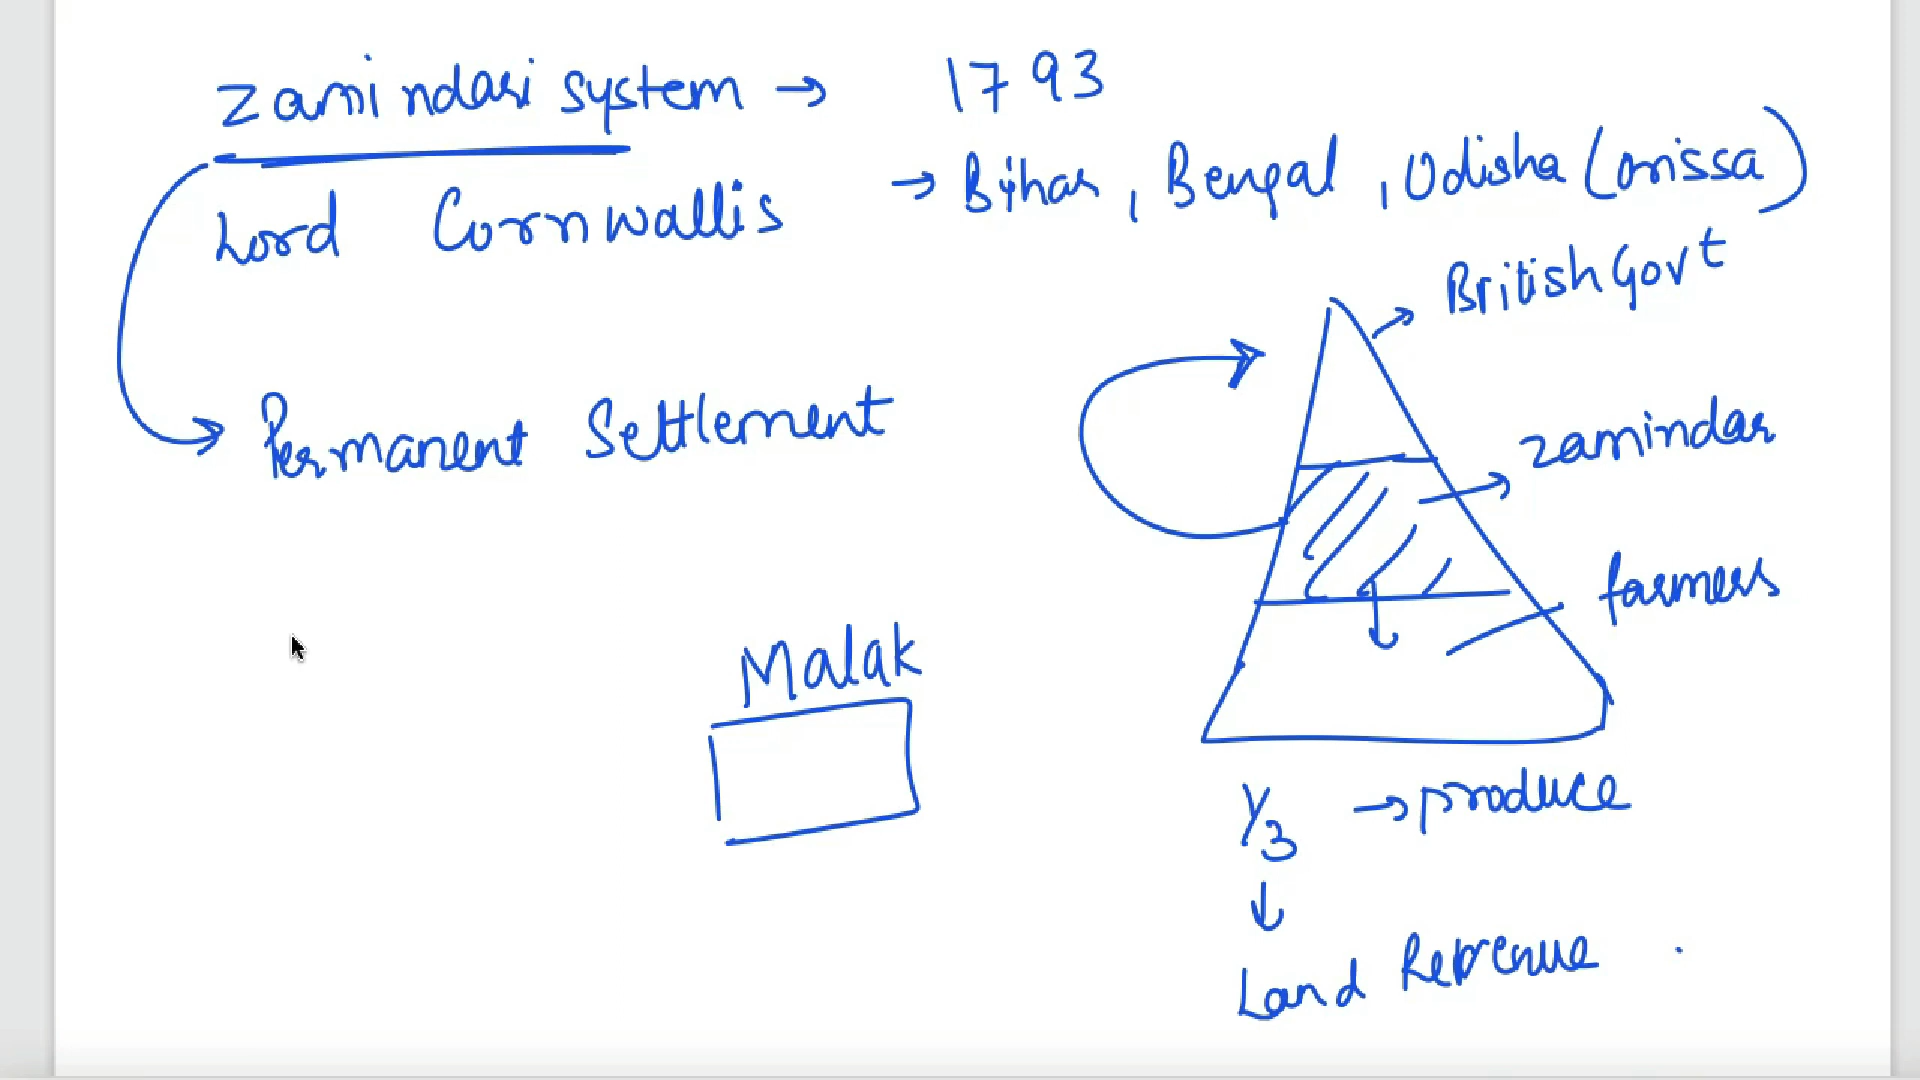 Zamindari system → 1793
Lord Cornwallis → Bihar, Bengal, Odisha (orissa)
British Govt
Permanent Settlement
zamindar
farmers
Malak
1/3 → produce
↓
Land Revenue